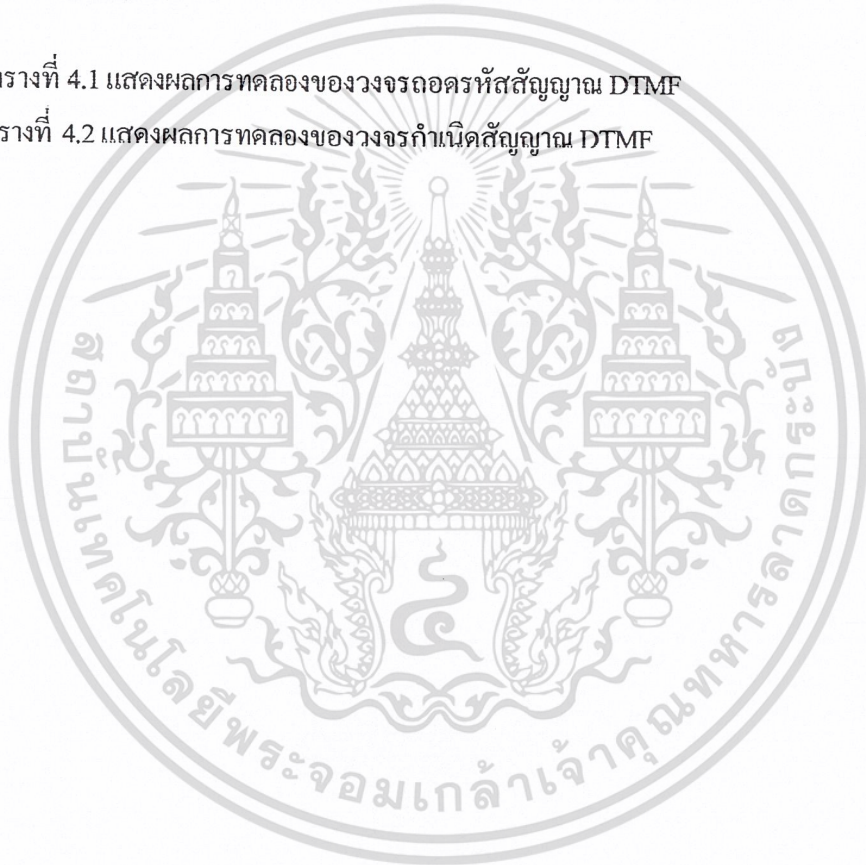 รางที่ 4.1 แสดงผลการทดลองของวงจรถอดรหัสสัญญาณ DTMF
รางที่ 4.2 แสดงผลการทดลองของวงจรกำเนิดสัญญาณ DTMF
สถาบันเทคโนโลยีพระจอมเกล้าเจ้าคุณทหารลาดกระบัง